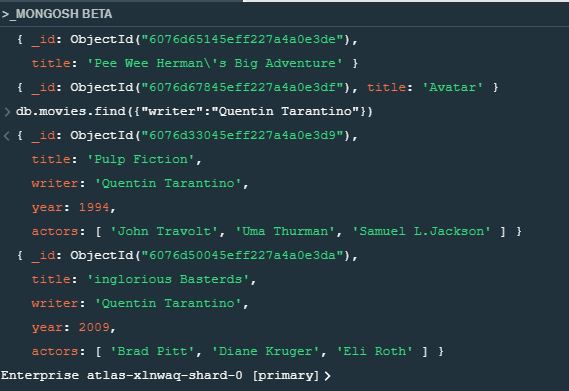 >_MONGOSH BETA
{ _id: ObjectId("6076d65145eff227a4a0e3de"),
title: 'Pee Wee Herman\'s Big Adventure' }
{ _id: ObjectId("6076d67845eff227a4a0e3df"), title: 'Avatar' }
> db.movies.find({"writer":"Quentin Tarantino"})
< { _id: ObjectId("6076d33045eff227a4a0e3d9"),
title: 'Pulp Fiction',
writer: 'Quentin Tarantino',
year: 1994,
actors: [ 'John Travolt', 'Uma Thurman', 'Samuel L.Jackson' ] }
{ _id: ObjectId("6076d50045eff227a4a0e3da"),
title: 'inglorious Basterds',
writer: 'Quentin Tarantino',
year: 2009,
actors: [ 'Brad Pitt', 'Diane Kruger', 'Eli Roth' ] }
Enterprise atlas-xlnwaq-shard-0 [primary]>